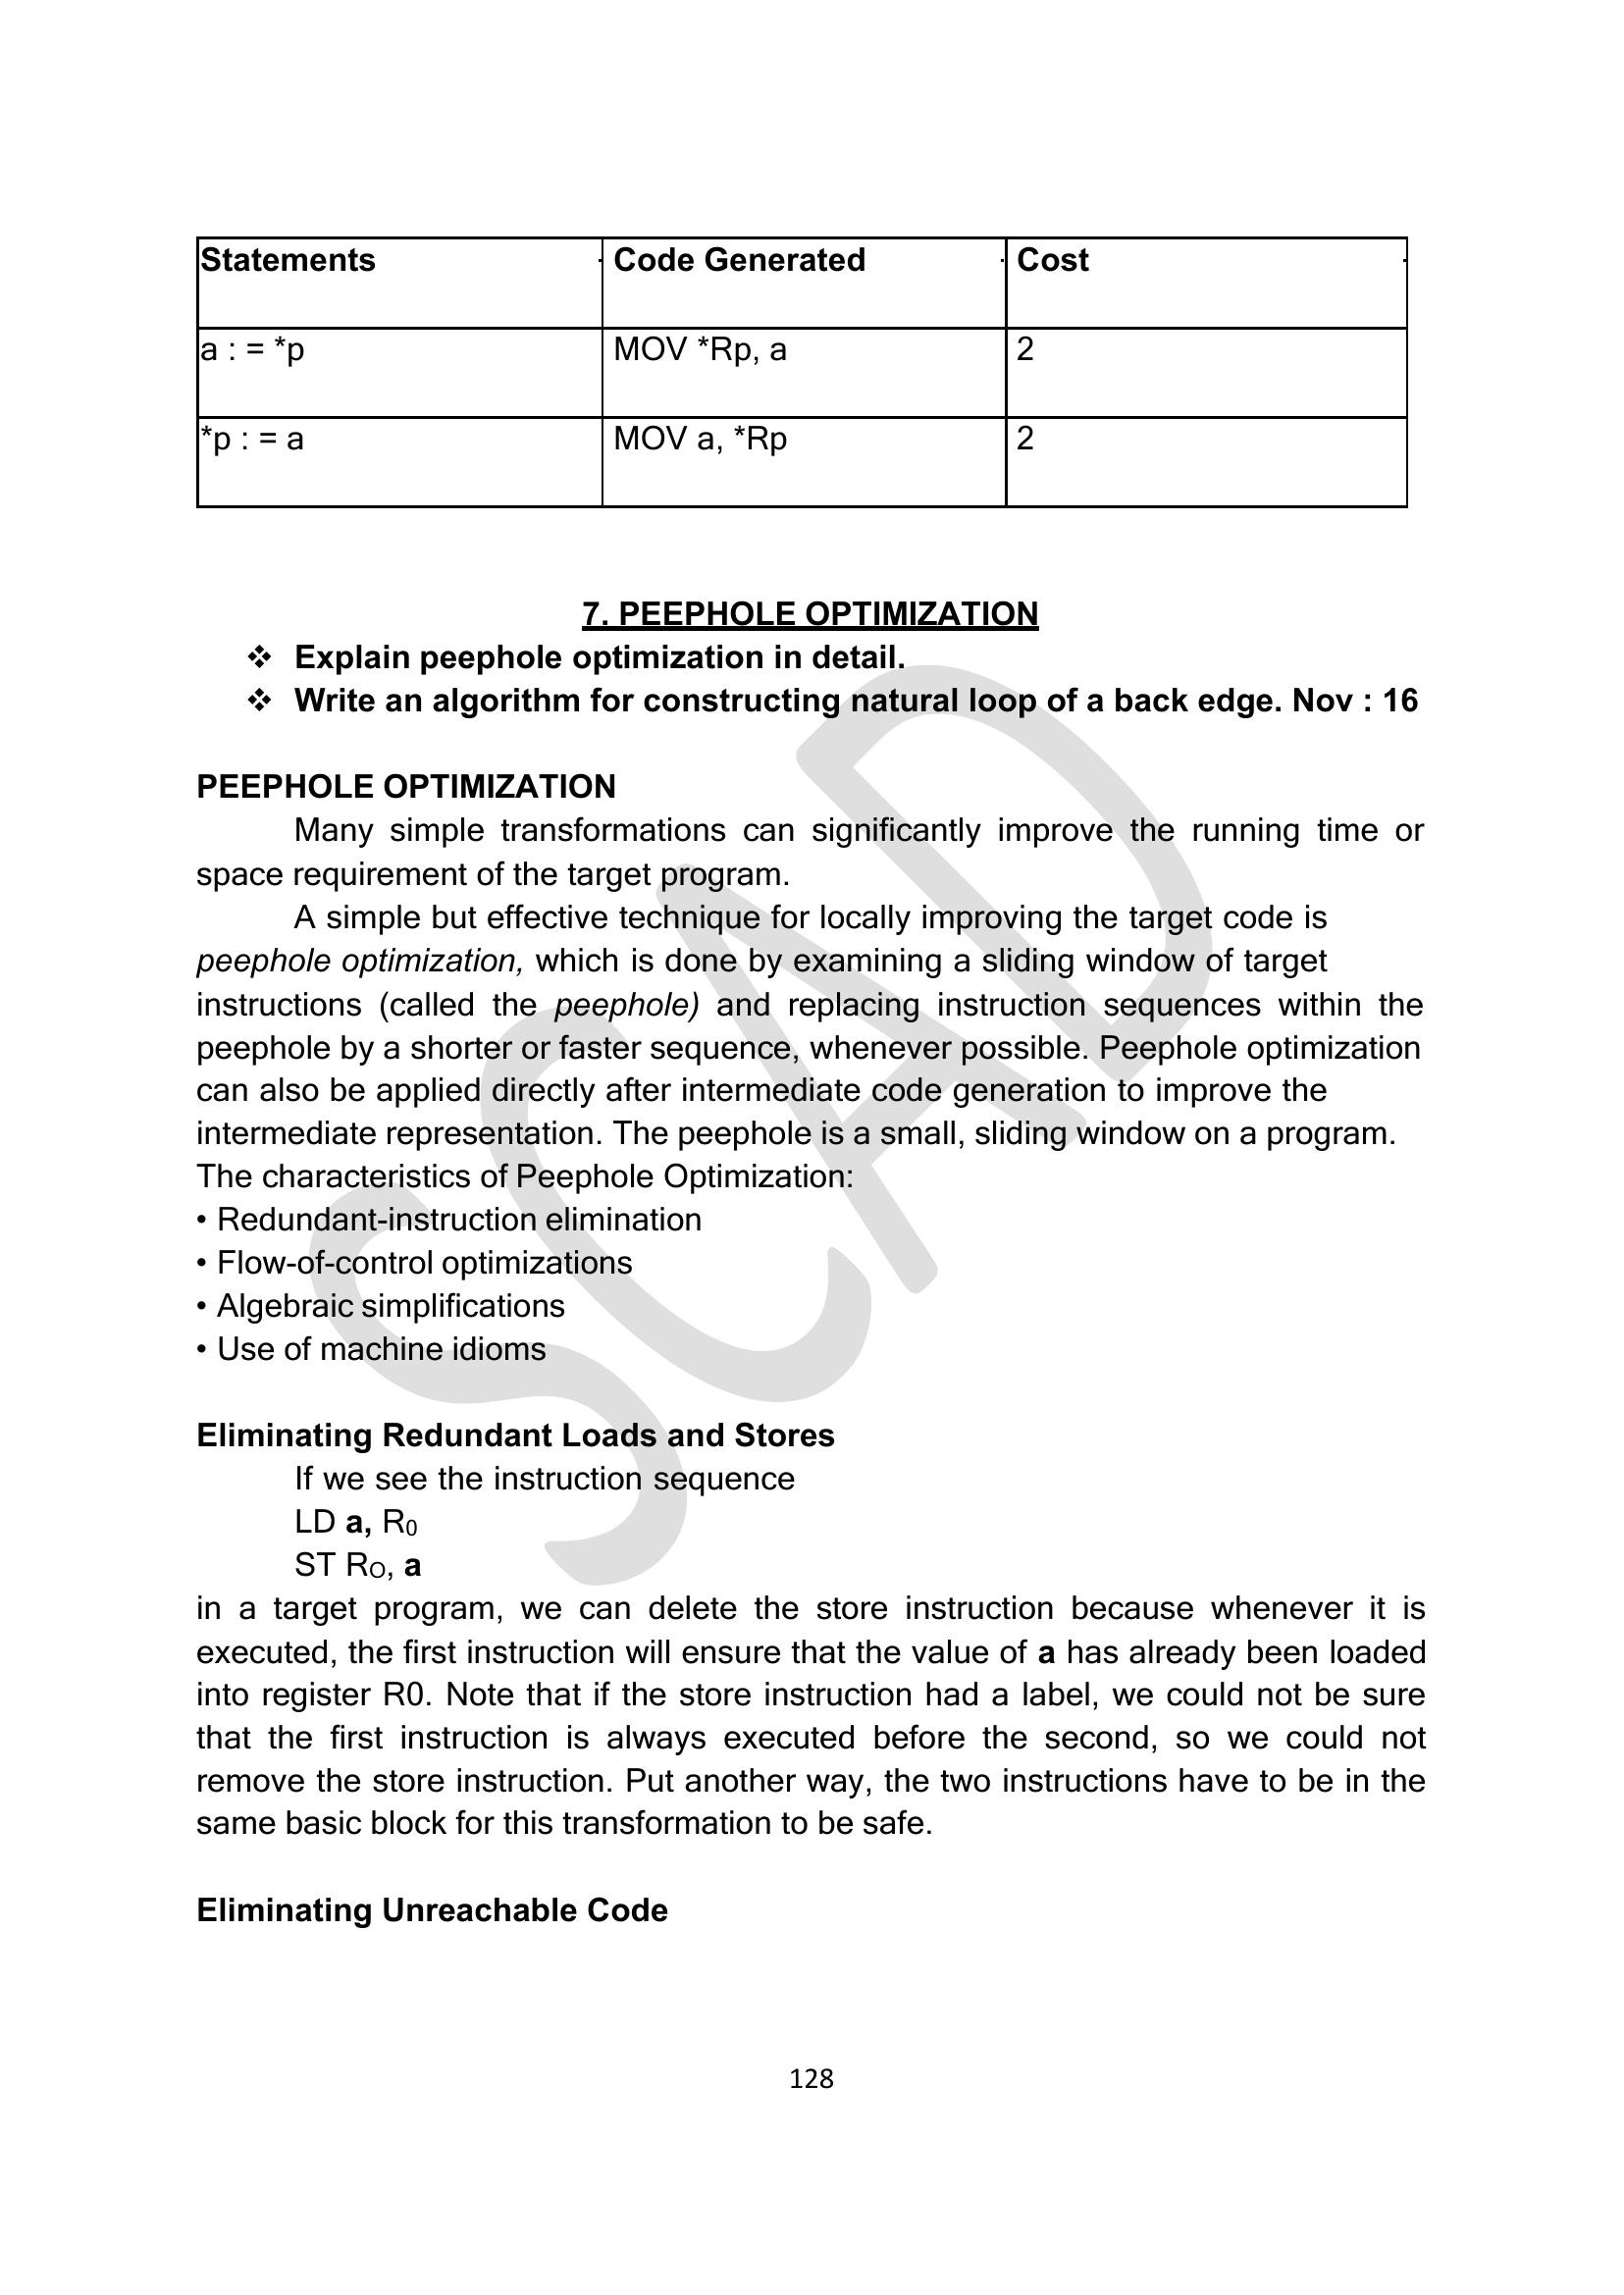 Statements Code Generated Cost
a : = *p MOV *Rp, a 2
*p : = a MOV a, *Rp 2
7. PEEPHOLE OPTIMIZATION
❖ Explain peephole optimization in detail.
❖ Write an algorithm for constructing natural loop of a back edge. Nov : 16
PEEPHOLE OPTIMIZATION
Many simple transformations can significantly improve the running time or
space requirement of the target program.
A simple but effective technique for locally improving the target code is
peephole optimization, which is done by examining a sliding window of target
instructions (called the peephole) and replacing instruction sequences within the
peephole by a shorter or faster sequence, whenever possible. Peephole optimization
can also be applied directly after intermediate code generation to improve the
intermediate representation. The peephole is a small, sliding window on a program.
The characteristics of Peephole Optimization:
• Redundant-instruction elimination
• Flow-of-control optimizations
• Algebraic simplifications
• Use of machine idioms
Eliminating Redundant Loads and Stores
If we see the instruction sequence
LD a, R0
ST RO, a
in a target program, we can delete the store instruction because whenever it is
executed, the first instruction will ensure that the value of a has already been loaded
into register R0. Note that if the store instruction had a label, we could not be sure
that the first instruction is always executed before the second, so we could not
remove the store instruction. Put another way, the two instructions have to be in the
same basic block for this transformation to be safe.
Eliminating Unreachable Code
128
SCAD